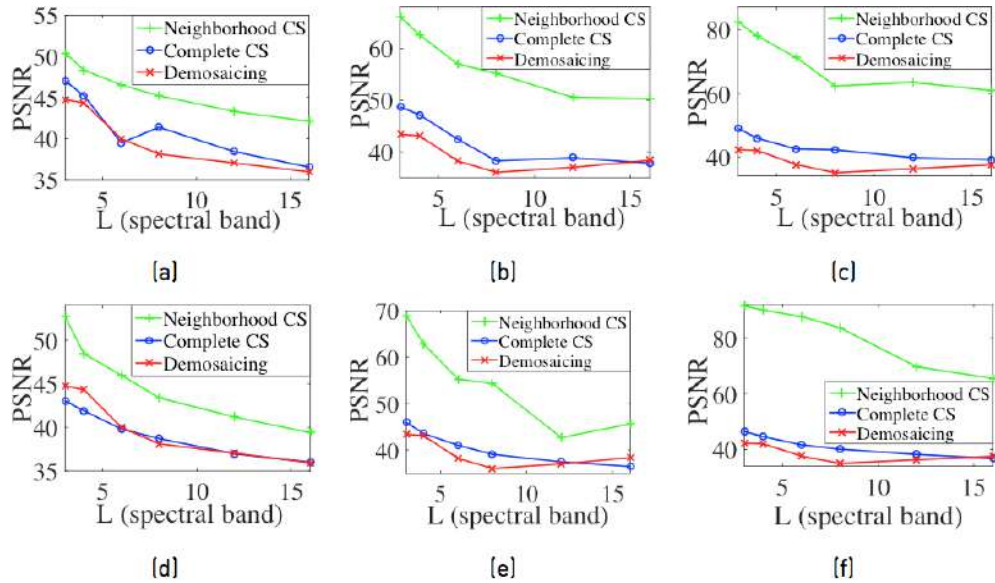 55
50
45
40
35
PSNR
Neighborhood CS
Complete CS
Demosaicing
5 10 15
L (spectral band)
(a)
60
50
40
PSNR
Neighborhood CS
Complete CS
Demosaicing
5 10 15
L (spectral band)
(b)
80
60
40
PSNR
Neighborhood CS
Complete CS
Demosaicing
5 10 15
L (spectral band)
(c)
50
45
40
35
PSNR
Neighborhood CS
Complete CS
Demosaicing
5 10 15
L (spectral band)
(d)
70
60
50
40
PSNR
Neighborhood CS
Complete CS
Demosaicing
5 10 15
L (spectral band)
(e)
80
60
40
PSNR
Neighborhood CS
Complete CS
Demosaicing
5 10 15
L (spectral band)
(f)